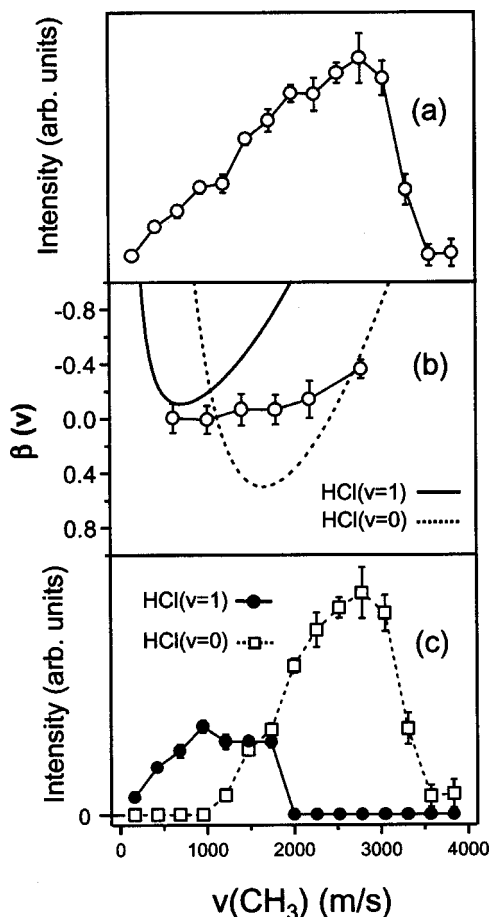 Intensity (arb. units)
(a)
β (v)
-0.8
-0.4
0.0
0.4
0.8
(b)
HCl(v=1)
HCl(v=0)
Intensity (arb. units)
HCl(v=1)
HCl(v=0)
(c)
0
0 1000 2000 3000 4000
v(CH₃) (m/s)